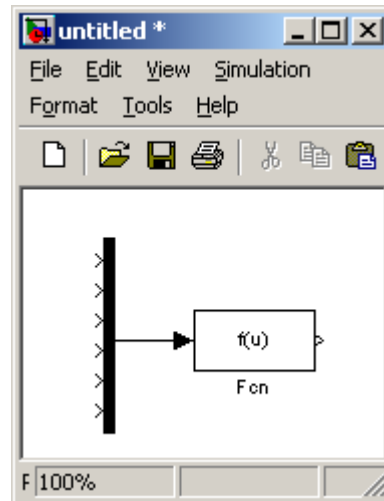 untitled *
File Edit View Simulation
Format Tools Help
f(u)
Fcn
F 100%